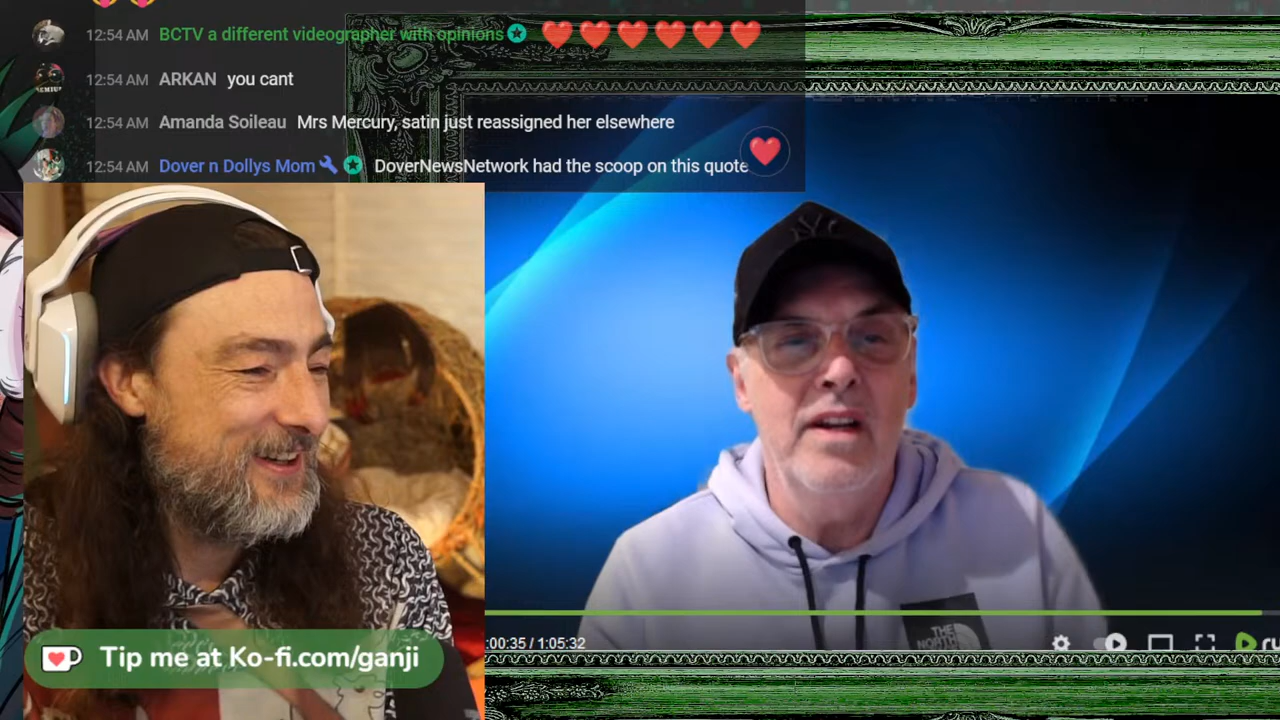 12:54 AM BCTV a different videographer with opinions ❤️❤️❤️❤️❤️❤️
12:54 AM ARKAN you cant
12:54 AM Amanda Soileau Mrs Mercury, satin just reassigned her elsewhere
12:54 AM Dover n Dollys Mom DoverNewsNetwork had the scoop on this quote
NY
THE
NORTH
:00:35 / 1:05:32
ru
Tip me at Ko-fi.com/ganji